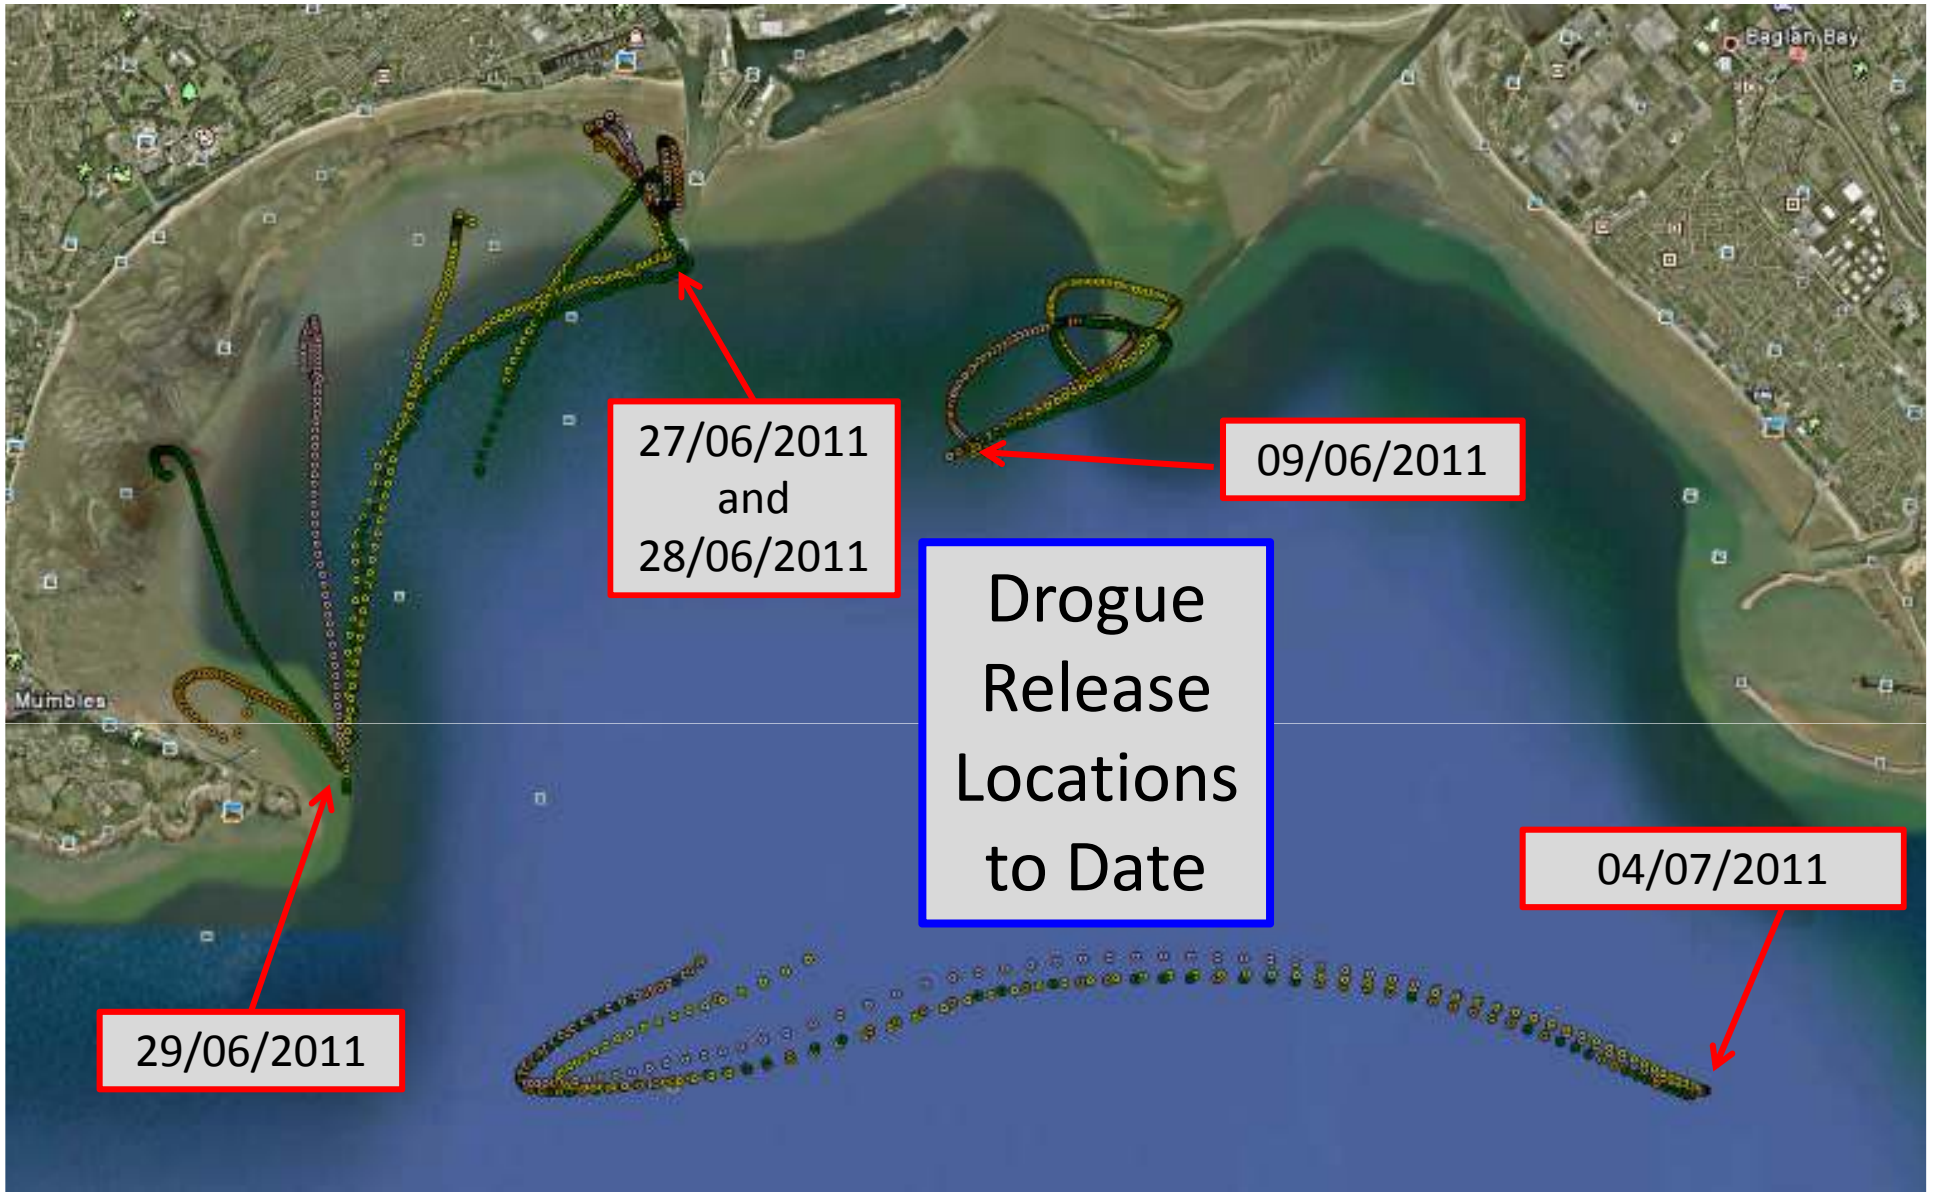 Baglan Bay
27/06/2011
and
28/06/2011
09/06/2011
Drogue
Release
Locations
to Date
Mumbles
04/07/2011
29/06/2011